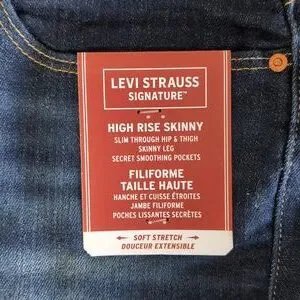 LEVI STRAUSS
SIGNATURE™
HIGH RISE SKINNY
SLIM THROUGH HIP & THIGH
SKINNY LEG
SECRET SMOOTHING POCKETS
FILIFORME
TAILLE HAUTE
HANCHE ET CUISSE ÉTROITES
JAMBE FILIFORME
POCHES LISSANTES SECRÈTES
SOFT STRETCH
DOUCEUR EXTENSIBLE